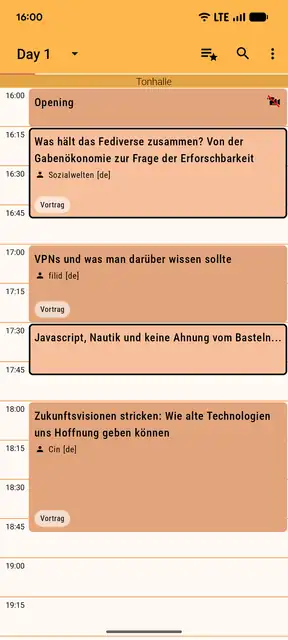 16:00
LTE
Day 1
Tonhalle
16:00
Opening
16:15
Was hält das Fediverse zusammen? Von der
Gabenökonomie zur Frage der Erforschbarkeit
16:30
Sozialwelten [de]
Vortrag
16:45
17:00
VPNs und was man darüber wissen sollte
filid [de]
17:15
Vortrag
17:30
Javascript, Nautik und keine Ahnung vom Basteln...
17:45
18:00
Zukunftsvisionen stricken: Wie alte Technologien
uns Hoffnung geben können
18:15
Cin [de]
18:30
Vortrag
18:45
19:00
19:15